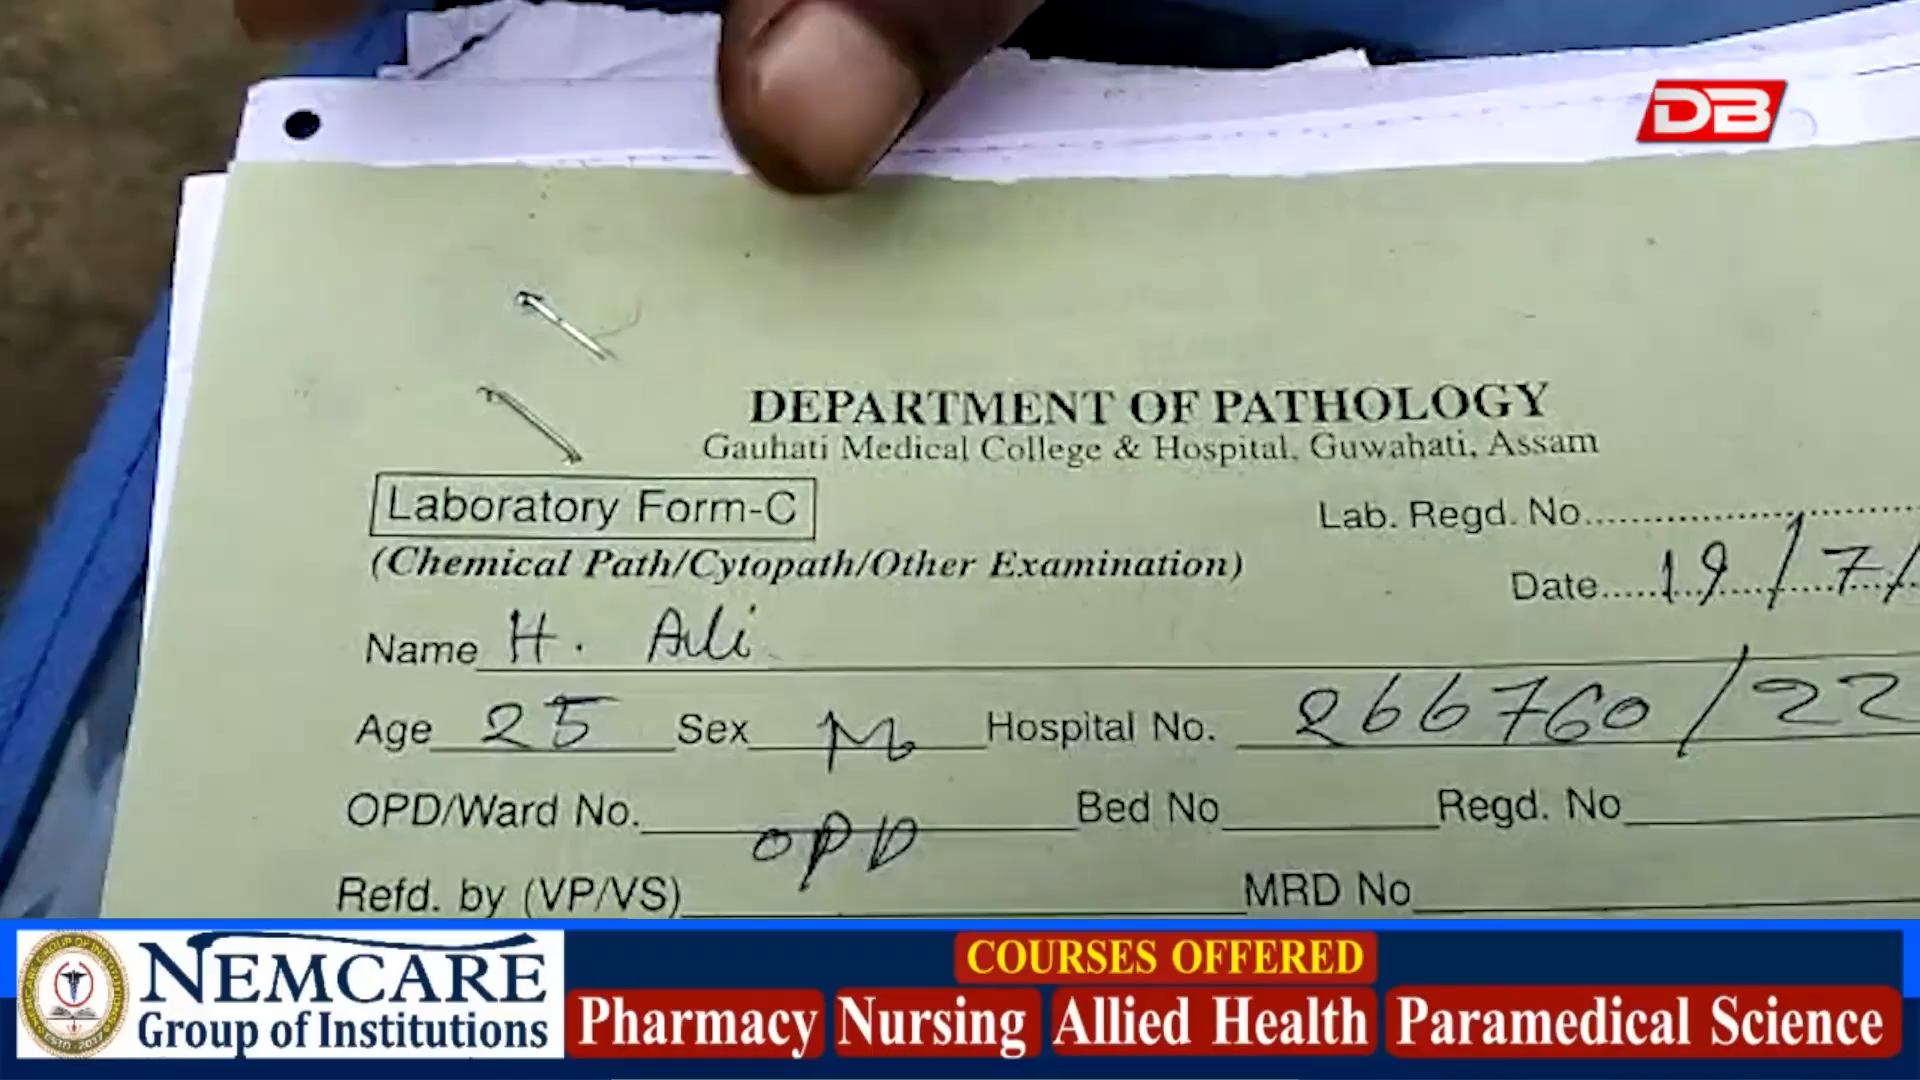 DB
DEPARTMENT OF PATHOLOGY
Gauhati Medical College & Hospital, Guwahati, Assam
Laboratory Form-C
Lab. Regd. No
(Chemical Path/Cytopath/Other Examination)
Date 19/7/
Name H. Ali
Age 25 Sex M Hospital No. 266760/22
OPD/Ward No. OPD Bed No Regd. No
Refd. by (VP/VS) MRD No
NEMCARE
Group of Institutions
COURSES OFFERED
Pharmacy Nursing Allied Health Paramedical Science